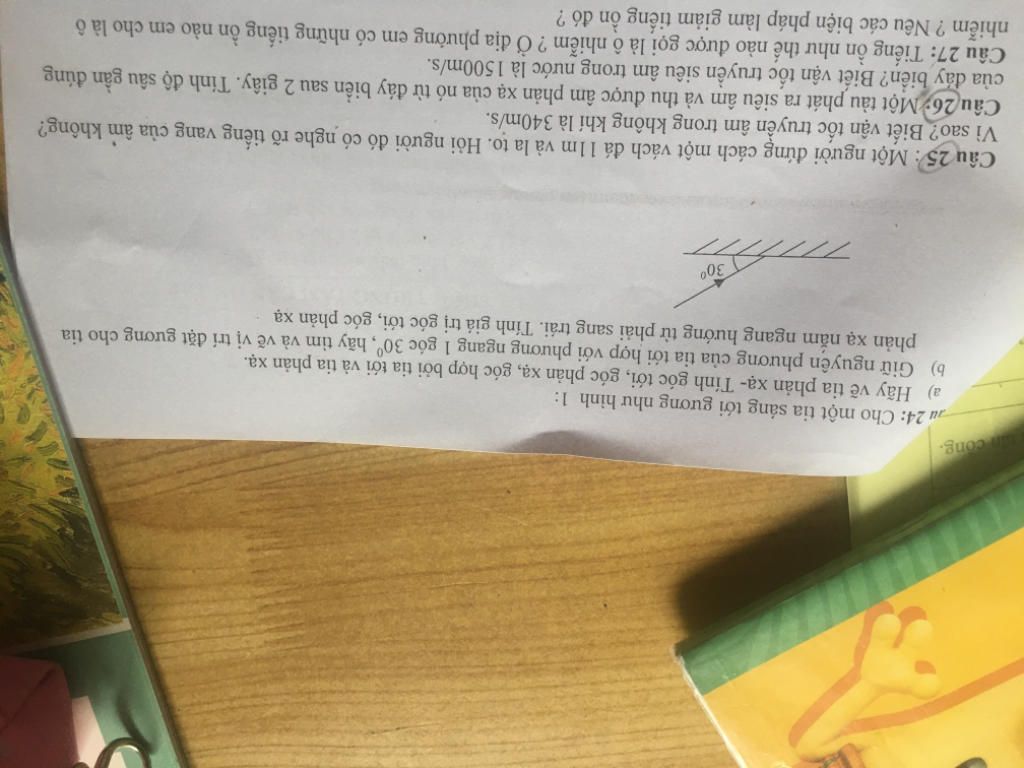 24: Cho một tia sáng tới gương như hình 1:
a) Hãy vẽ tia phản xạ- Tính góc tới, góc phản xạ, góc hợp bởi tia tới và tia phản xạ.
b) Giữ nguyên phương của tia tới hợp với phương ngang 1 góc 30⁰, hãy tìm và vẽ vị trí đặt gương cho tia
phản xạ nằm ngang hướng từ phải sang trái. Tính giá trị góc tới, góc phản xạ
30⁰
Câu 25: Một người đứng cách một vách đá 11m và la to. Hỏi người đó có nghe rõ tiếng vang của âm không?
Vì sao? Biết vận tốc truyền âm trong không khí là 340m/s.
Câu 26: Một tàu phát ra siêu âm và thu được âm phản xạ của nó từ đáy biển sau 2 giây. Tính độ sâu gần đúng
của đáy biển? Biết vận tốc truyền siêu âm trong nước là 1500m/s.
Câu 27: Tiếng ồn như thế nào được gọi là ô nhiễm ? Ở địa phương em có những tiếng ồn nào em cho là ô
nhiễm ? Nêu các biện pháp làm giảm tiếng ồn đó ?
công.